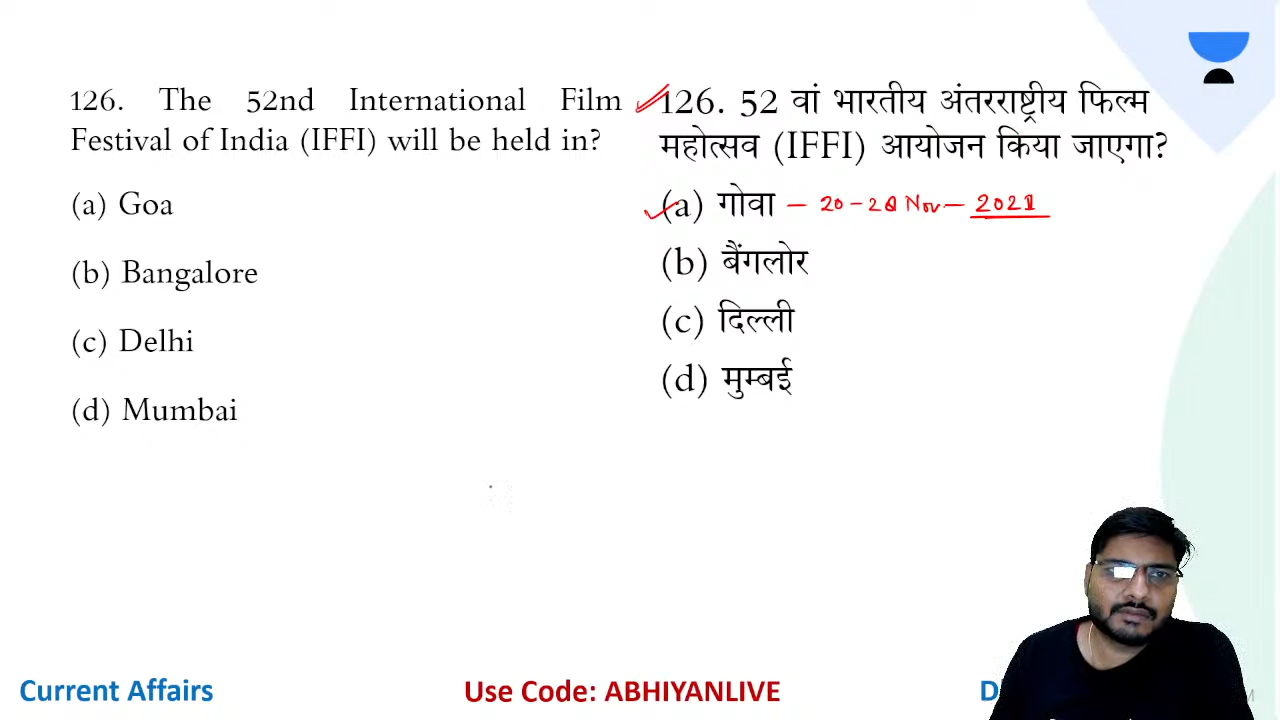 126. The 52nd International Film
Festival of India (IFFI) will be held in?
(a) Goa
(b) Bangalore
(c) Delhi
(d) Mumbai
126. 52 वां भारतीय अंतरराष्ट्रीय फिल्म
महोत्सव (IFFI) आयोजन किया जाएगा?
(a) गोवा – 20 – 28 Nov – 2021
(b) बैंगलोर
(c) दिल्ली
(d) मुम्बई
Current Affairs
Use Code: ABHIYANLIVE